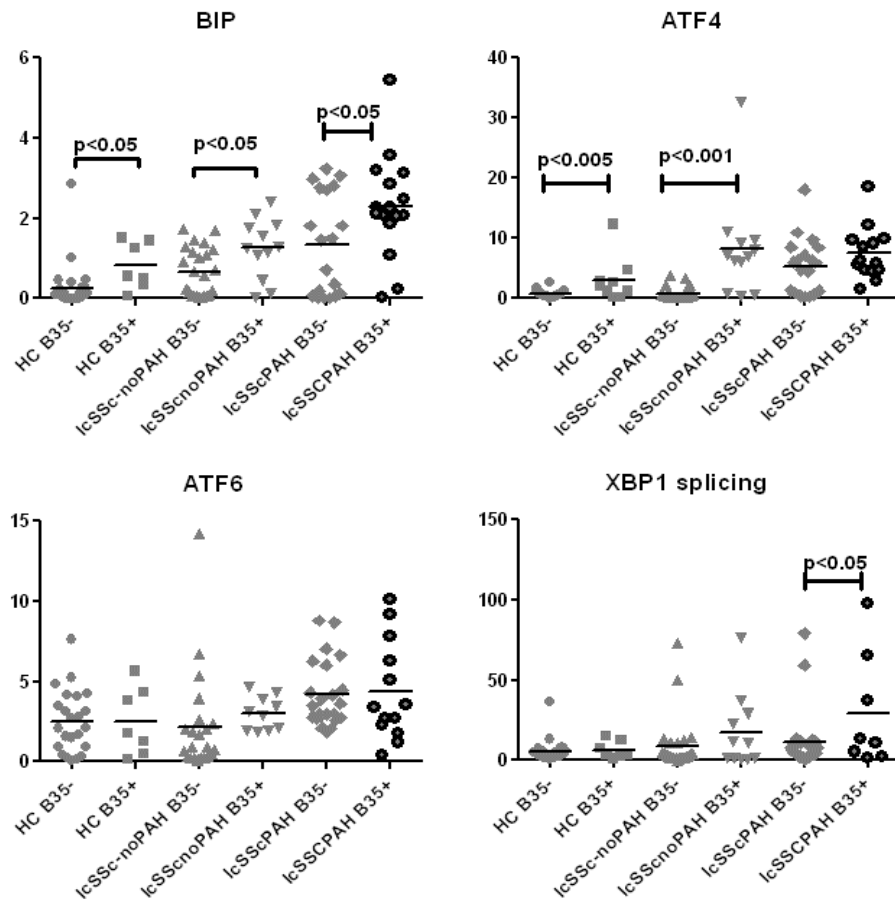 BIP
6
4
2
0
p<0.05
p<0.05
p<0.05
HC B35-
HC B35+
lcSSc-noPAH B35-
lcSScnoPAH B35+
lcSScPAH B35-
lcSSCPAH B35+
ATF4
40
30
20
10
0
p<0.005
p<0.001
HC B35-
HC B35+
lcSSc-noPAH B35-
lcSScnoPAH B35+
lcSScPAH B35-
lcSSCPAH B35+
ATF6
15
10
5
0
HC B35-
HC B35+
lcSSc-noPAH B35-
lcSScnoPAH B35+
lcSScPAH B35-
lcSSCPAH B35+
XBP1 splicing
150
100
50
0
p<0.05
HC B35-
HC B35+
lcSSc-noPAH B35-
lcSScnoPAH B35+
lcSScPAH B35-
lcSSCPAH B35+